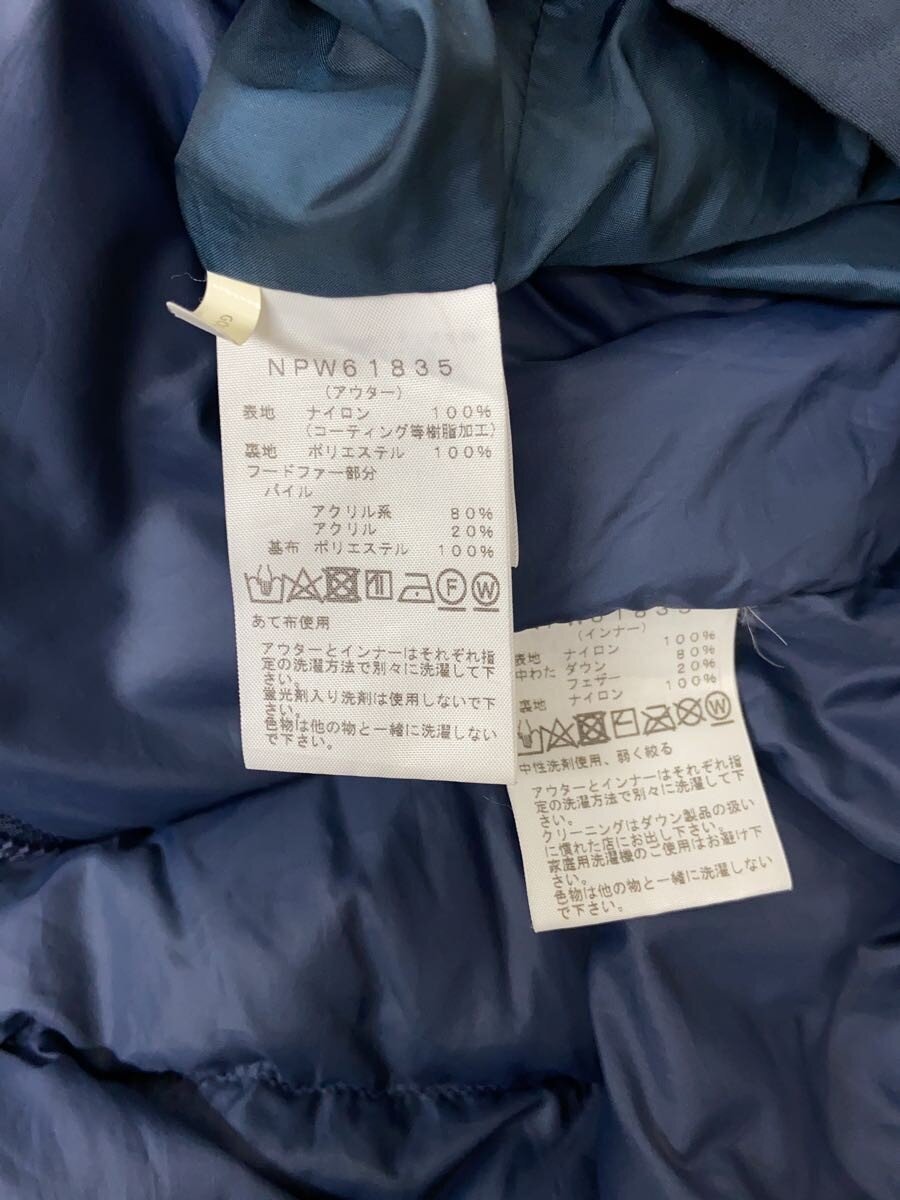 GO
NPW61835
(アウター)
表地 ナイロン 100%
(コーティング等樹脂加工)
裏地 ポリエステル 100%
フードファー部分
パイル
アクリル系 80%
アクリル 20%
基布 ポリエステル 100%
F W
あて布使用
アウターとインナーはそれぞれ指
定の洗濯方法で別々に洗濯して下
さい。
蛍光剤入り洗剤は使用しないで下
さい。
色物は他の物と一緒に洗濯しない
で下さい。
NPW61835
(インナー)
表地 ナイロン 100%
中わた ダウン 80%
フェザー 20%
裏地 ナイロン 100%
W
中性洗剤使用、弱く絞る
アウターとインナーはそれぞれ指
定の洗濯方法で別々に洗濯して下
さい。
クリーニングはダウン製品の扱い
に慣れた店にお出し下さい。
家庭用洗濯機のご使用はお避け下
さい。
色物は他の物と一緒に洗濯しない
で下さい。